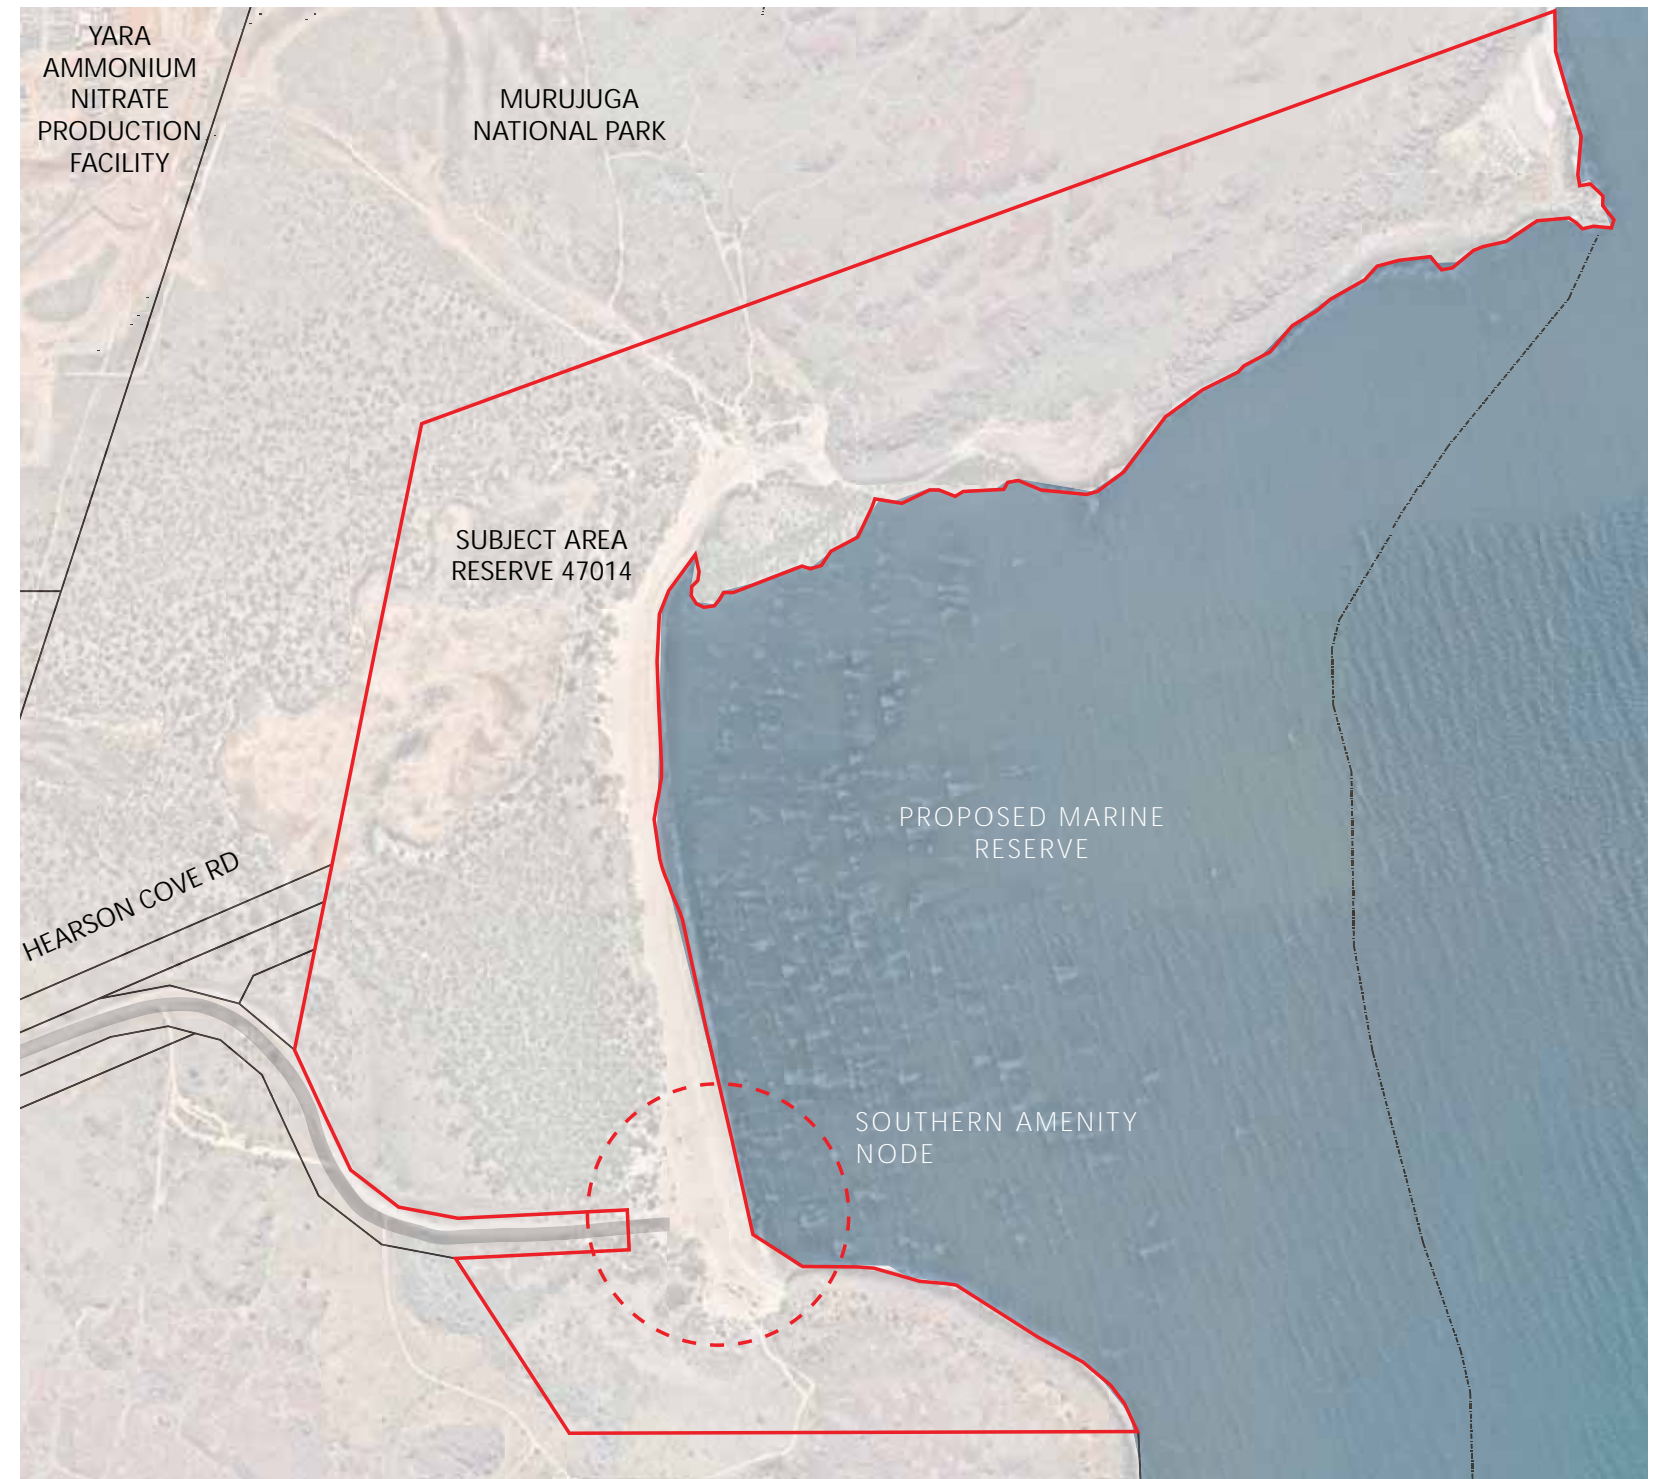 YARA
AMMONIUM
NITRATE
PRODUCTION
FACILITY
MURUJUGA
NATIONAL PARK
SUBJECT AREA
RESERVE 47014
PROPOSED MARINE
RESERVE
HEARSON COVE RD
SOUTHERN AMENITY
NODE